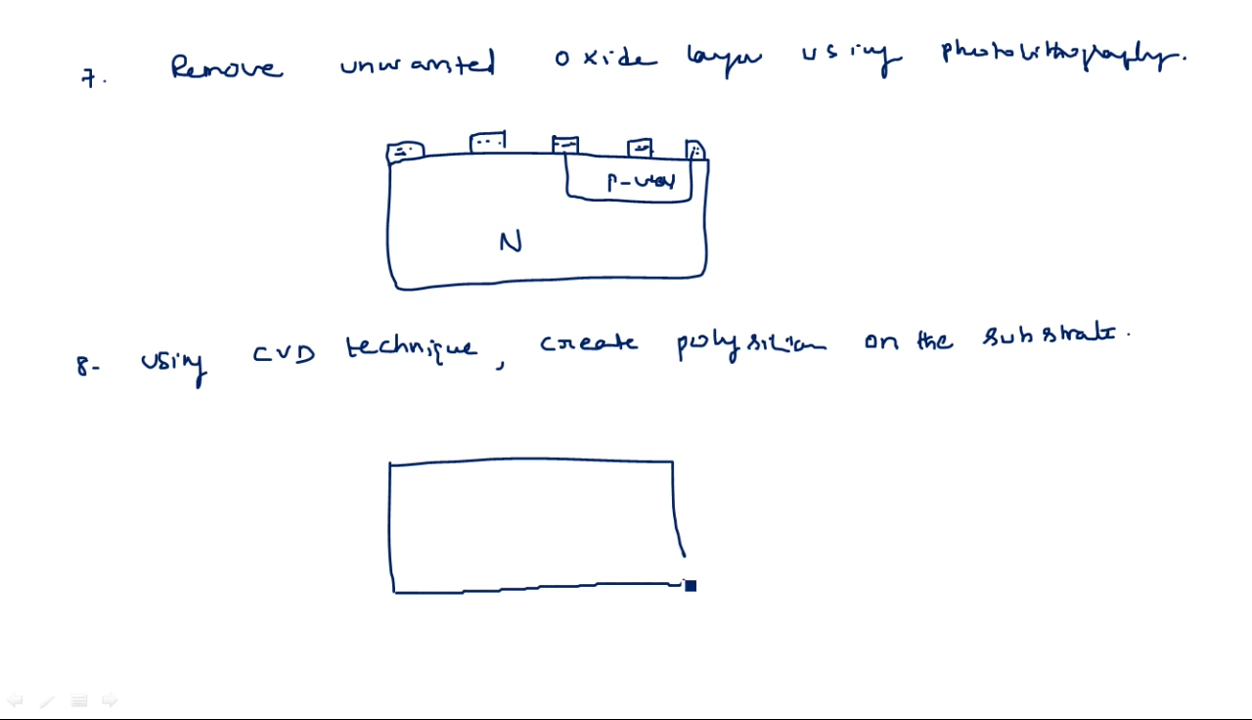 7. Remove unwanted oxide layer using photolithography.
P-well
N
8- Using CVD technique, create polysilicon on the substrate.